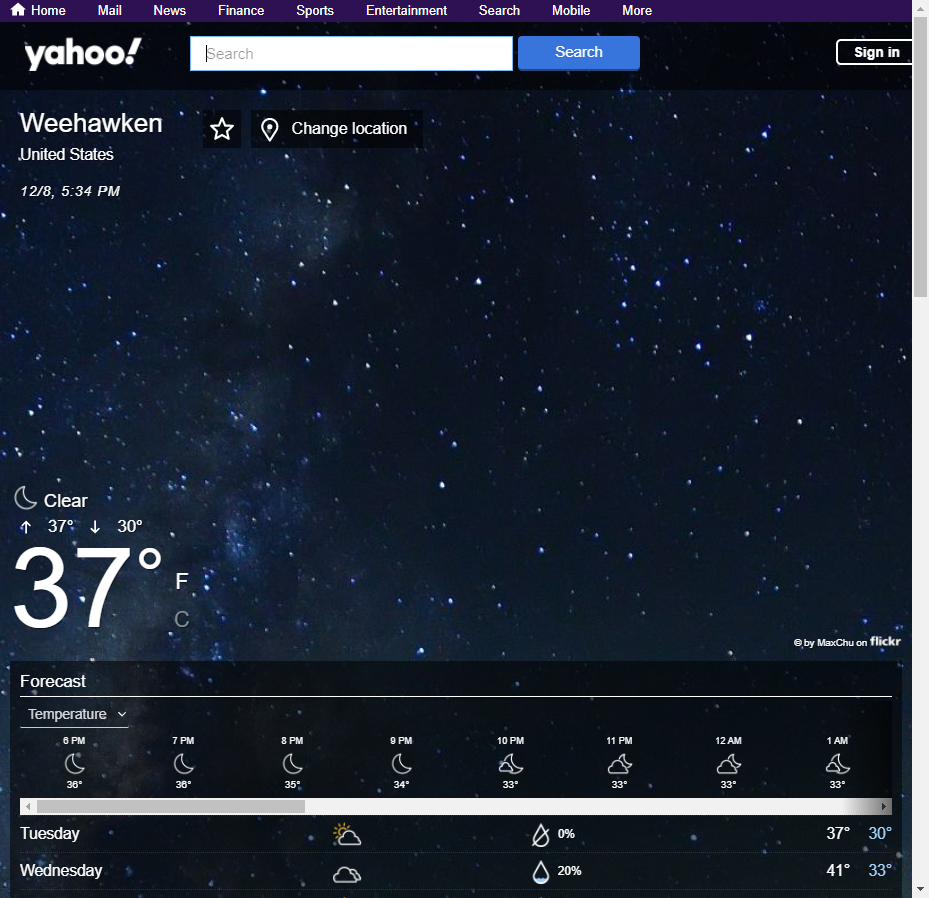 Home Mail News Finance Sports Entertainment Search Mobile More
yahoo! Search Search Sign in
Weehawken
Change location
United States
12/8, 5:34 PM
Clear
↑ 37° ↓ 30°
37° F
C
© by MaxChu on flickr
Forecast
Temperature
6 PM 7 PM 8 PM 9 PM 10 PM 11 PM 12 AM 1 AM
36° 36° 35° 34° 33° 33° 33° 33°
Tuesday 0% 37° 30°
Wednesday 20% 41° 33°